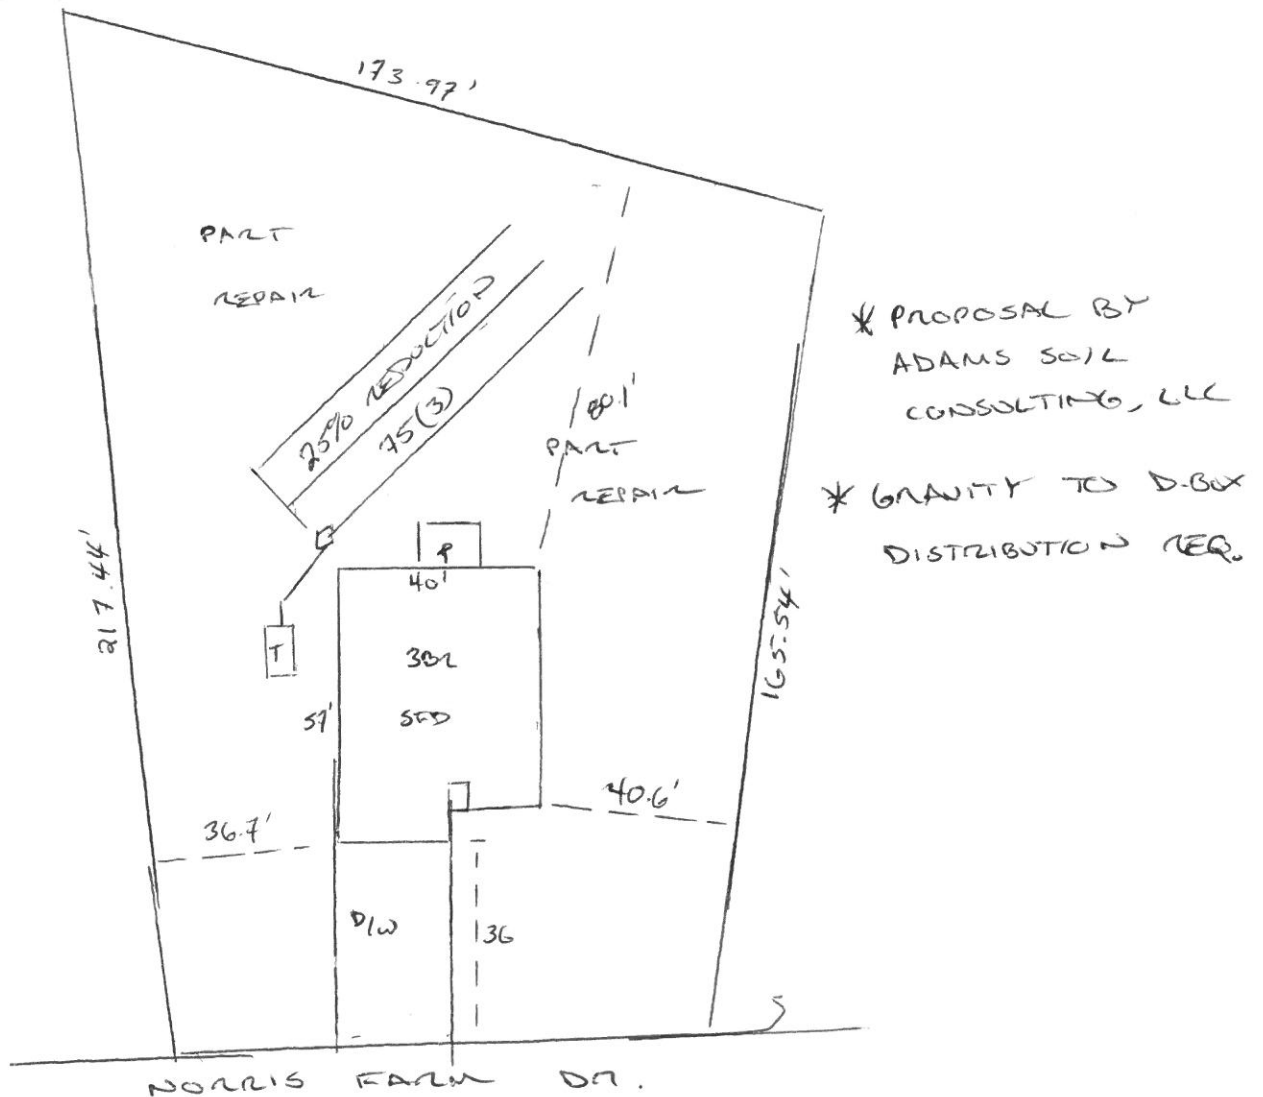 173.97'
PART
REPAIR
25% REDUCTION
75(3)
80.1'
PART
REPAIR
* PROPOSAL BY
ADAMS SOIL
CONSULTING, LLC
* GRAVITY TO D-BOX
DISTRIBUTION REQ.
217.44'
165.54'
P
40'
T
3BR
SFD
57'
36.7'
40.6'
D/W
36
NORRIS FARM DR.